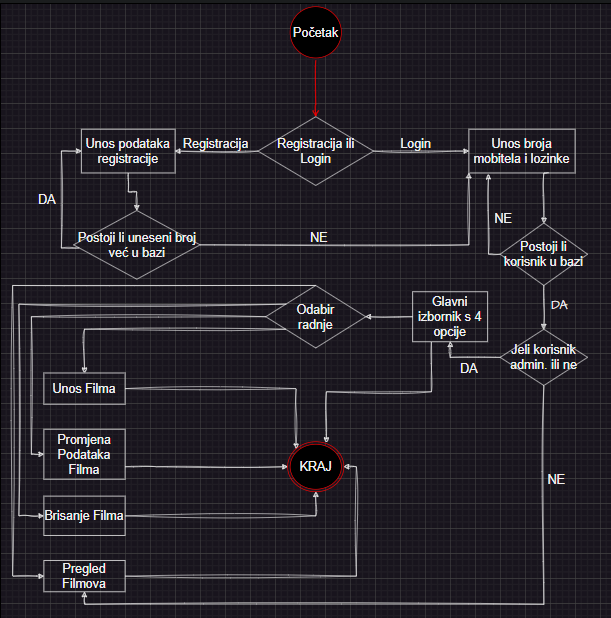 Početak
Unos podataka
registracije
Registracija
Registracija ili
Login
Login
Unos broja
mobitela i lozinke
DA
Postoji li uneseni broj
već u bazi
NE
NE
Postoji li
korisnik u bazi
DA
Odabir
radnje
Glavni
izbornik s 4
opcije
Jeli korisnik
admin. ili ne
DA
Unos Filma
Promjena
Podataka
Filma
KRAJ
NE
Brisanje Filma
Pregled
Filmova